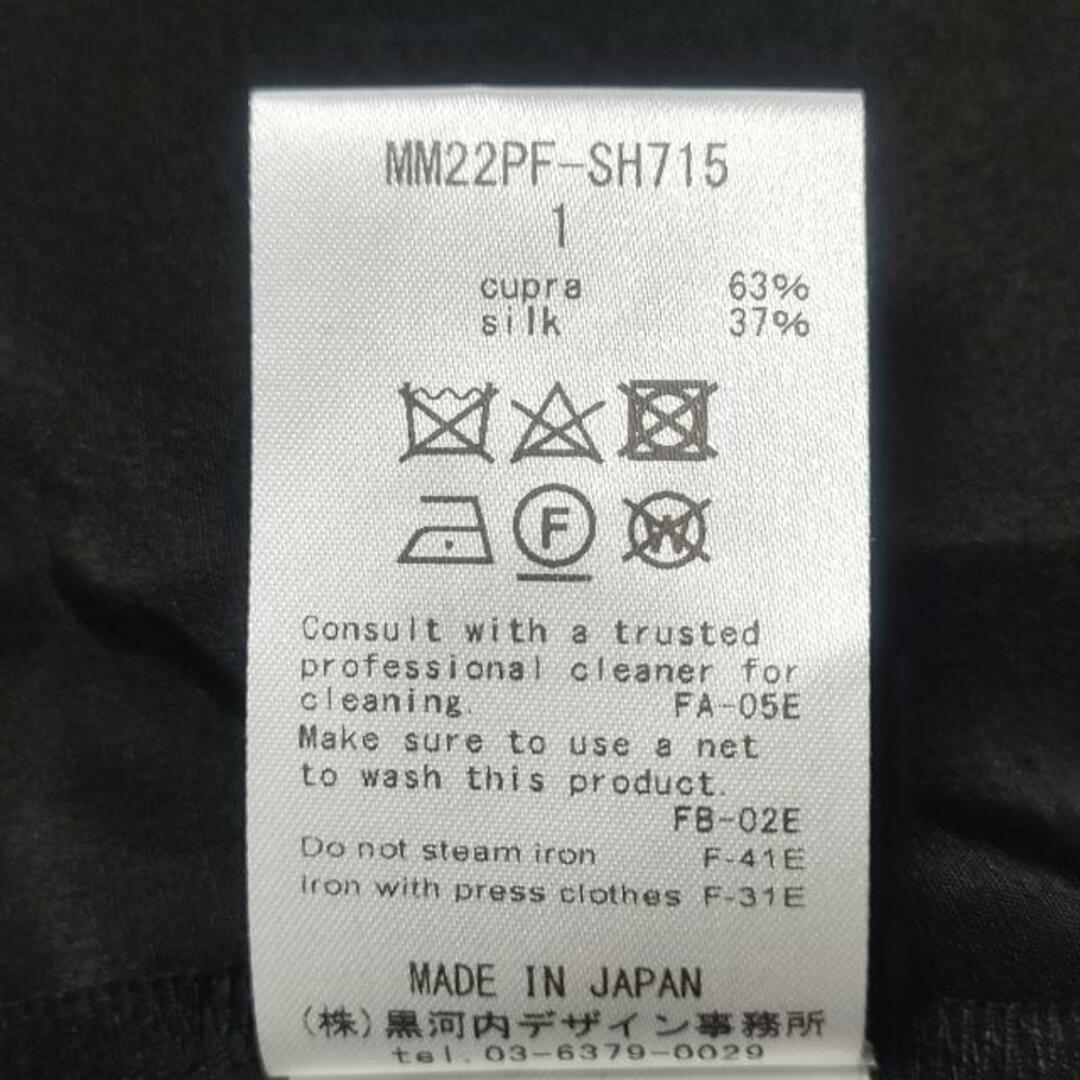 MM22PF-SH715
1
cupra 63%
silk 37%
F
W
Consult with a trusted
professional cleaner for
cleaning. FA-05E
Make sure to use a net
to wash this product.
FB-02E
Do not steam iron F-41E
Iron with press clothes F-31E
MADE IN JAPAN
(株)黒河内デザイン事務所
tel.03-6379-0029